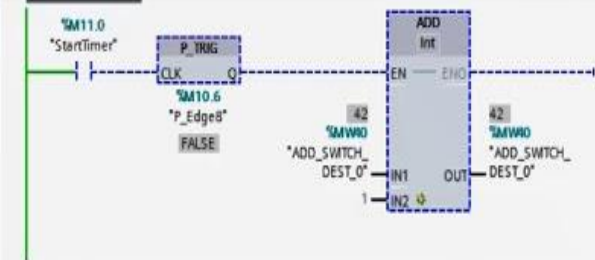 %M11.0
"StartTimer"
P_TRIG
CLK Q
%M10.6
"P_Edge8"
FALSE
ADD
Int
EN ENO
42
%MW40
"ADD_SWITCH_
DEST_0"
IN1
1
IN2
42
%MW40
"ADD_SWITCH_
DEST_0"
OUT